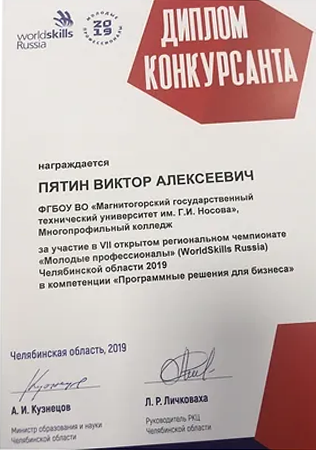 worldskills
Russia
МОЛОДЫЕ
ПРОФЕССИОНАЛЫ
2019
ДИПЛОМ
КОНКУРСАНТА
награждается
ПЯТИН ВИКТОР АЛЕКСЕЕВИЧ
ФГБОУ ВО «Магнитогорский государственный
технический университет им. Г.И. Носова»,
Многопрофильный колледж
за участие в VII открытом региональном чемпионате
«Молодые профессионалы» (WorldSkills Russia)
Челябинской области 2019
в компетенции «Программные решения для бизнеса»
Челябинская область, 2019
А. И. Кузнецов
Министр образования и науки
Челябинской области
Л. Р. Личковаха
Руководитель РКЦ
Челябинской области